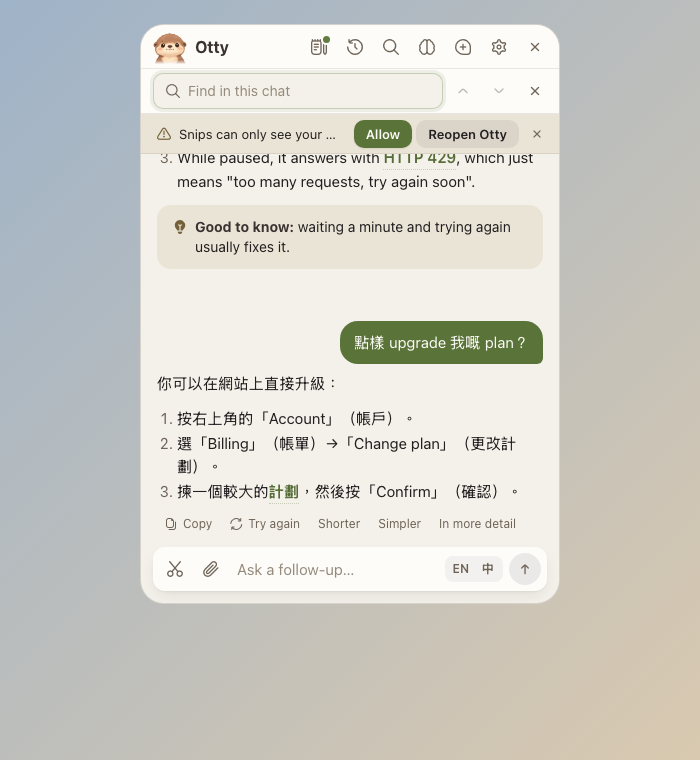 Otty
Find in this chat
Snips can only see your ...
Allow
Reopen Otty
3. While paused, it answers with HTTP 429, which just
means "too many requests, try again soon".
Good to know: waiting a minute and trying again
usually fixes it.
點樣 upgrade 我嘅 plan？
你可以在網站上直接升級：
1. 按右上角的「Account」（帳戶）。
2. 選「Billing」（帳單）→「Change plan」（更改計
劃）。
3. 揀一個較大的計劃，然後按「Confirm」（確認）。
Copy Try again Shorter Simpler In more detail
Ask a follow-up...
EN 中